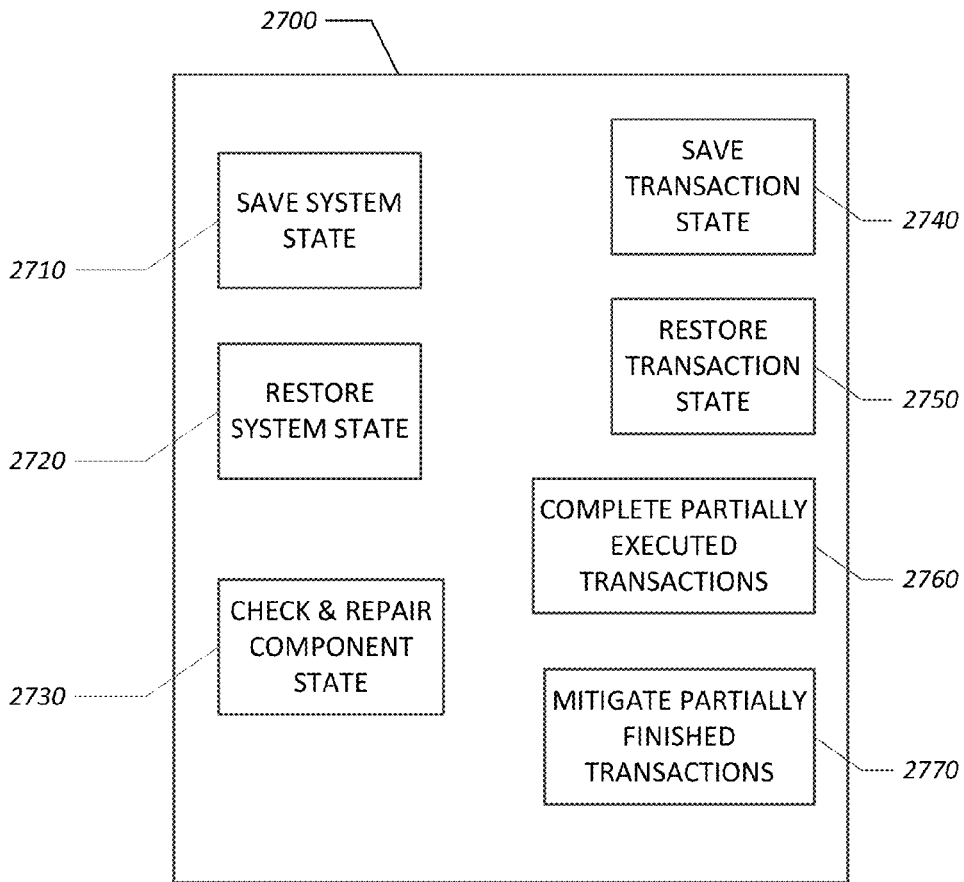 2700
SAVE SYSTEM
STATE
2710
RESTORE
SYSTEM STATE
2720
CHECK & REPAIR
COMPONENT
STATE
2730
SAVE
TRANSACTION
STATE
2740
RESTORE
TRANSACTION
STATE
2750
COMPLETE PARTIALLY
EXECUTED
TRANSACTIONS
2760
MITIGATE PARTIALLY
FINISHED
TRANSACTIONS
2770